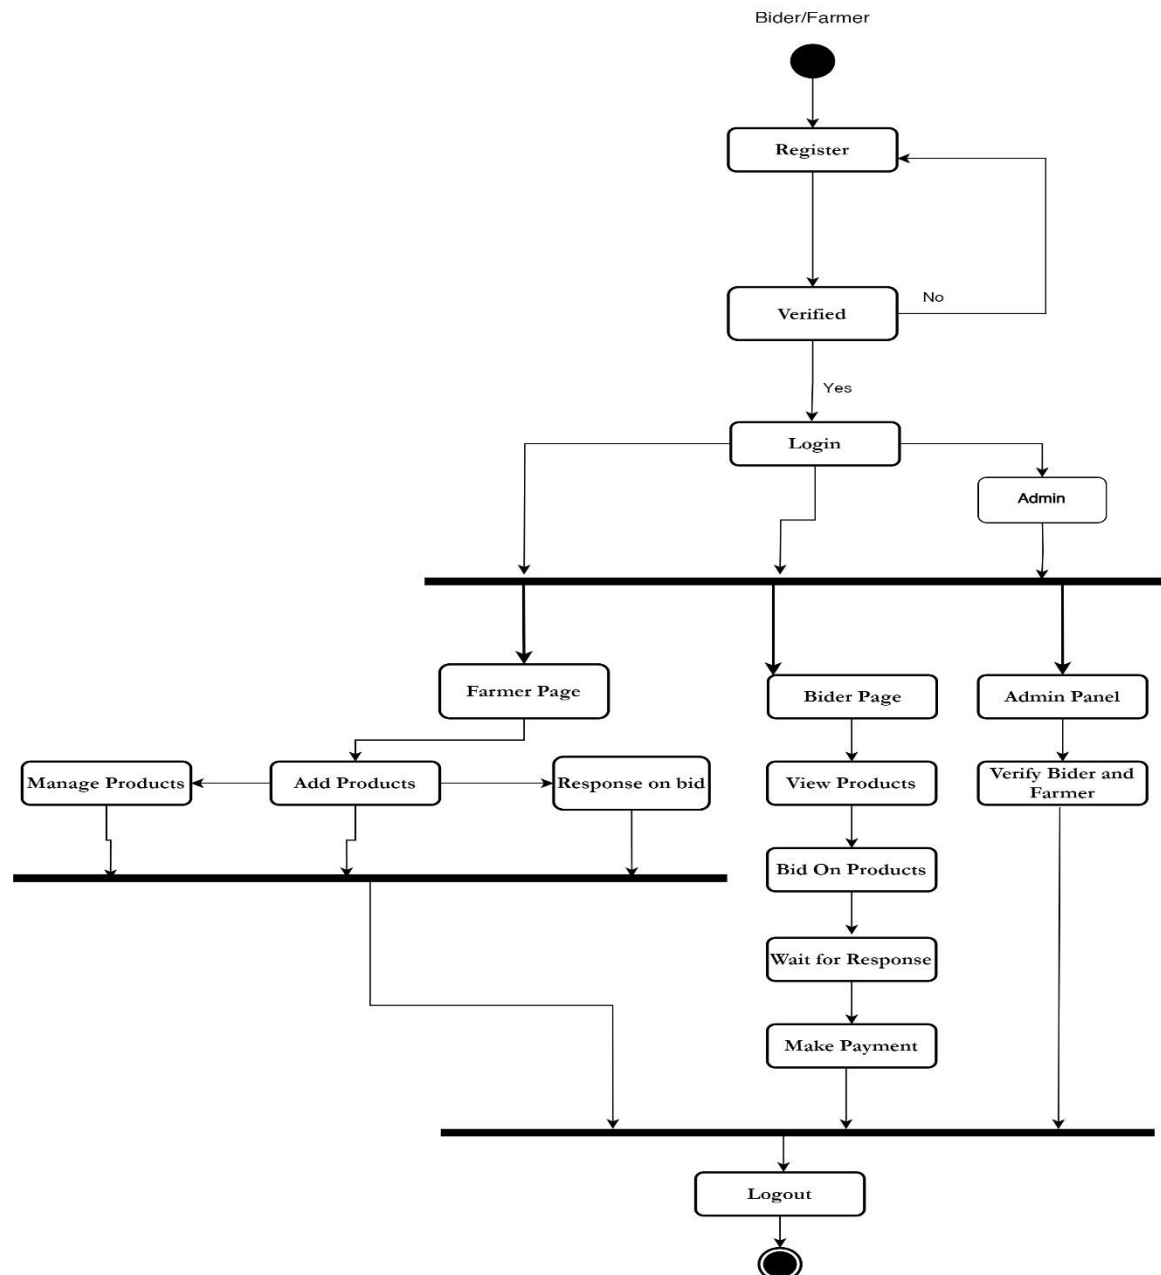 Bider/Farmer
Register
Verified
No
Yes
Login
Admin
Farmer Page
Bider Page
Admin Panel
Manage Products
Add Products
Response on bid
View Products
Verify Bider and
Farmer
Bid On Products
Wait for Response
Make Payment
Logout